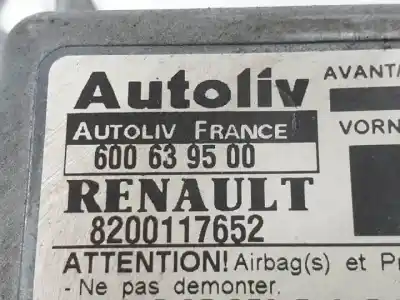 Autoliv
AVANT/
AUTOLIV FRANCE
600 63 95 00
VORN
RENAULT
8200117652
ATTENTION! Airbag(s) et
-Ne pas demonter.